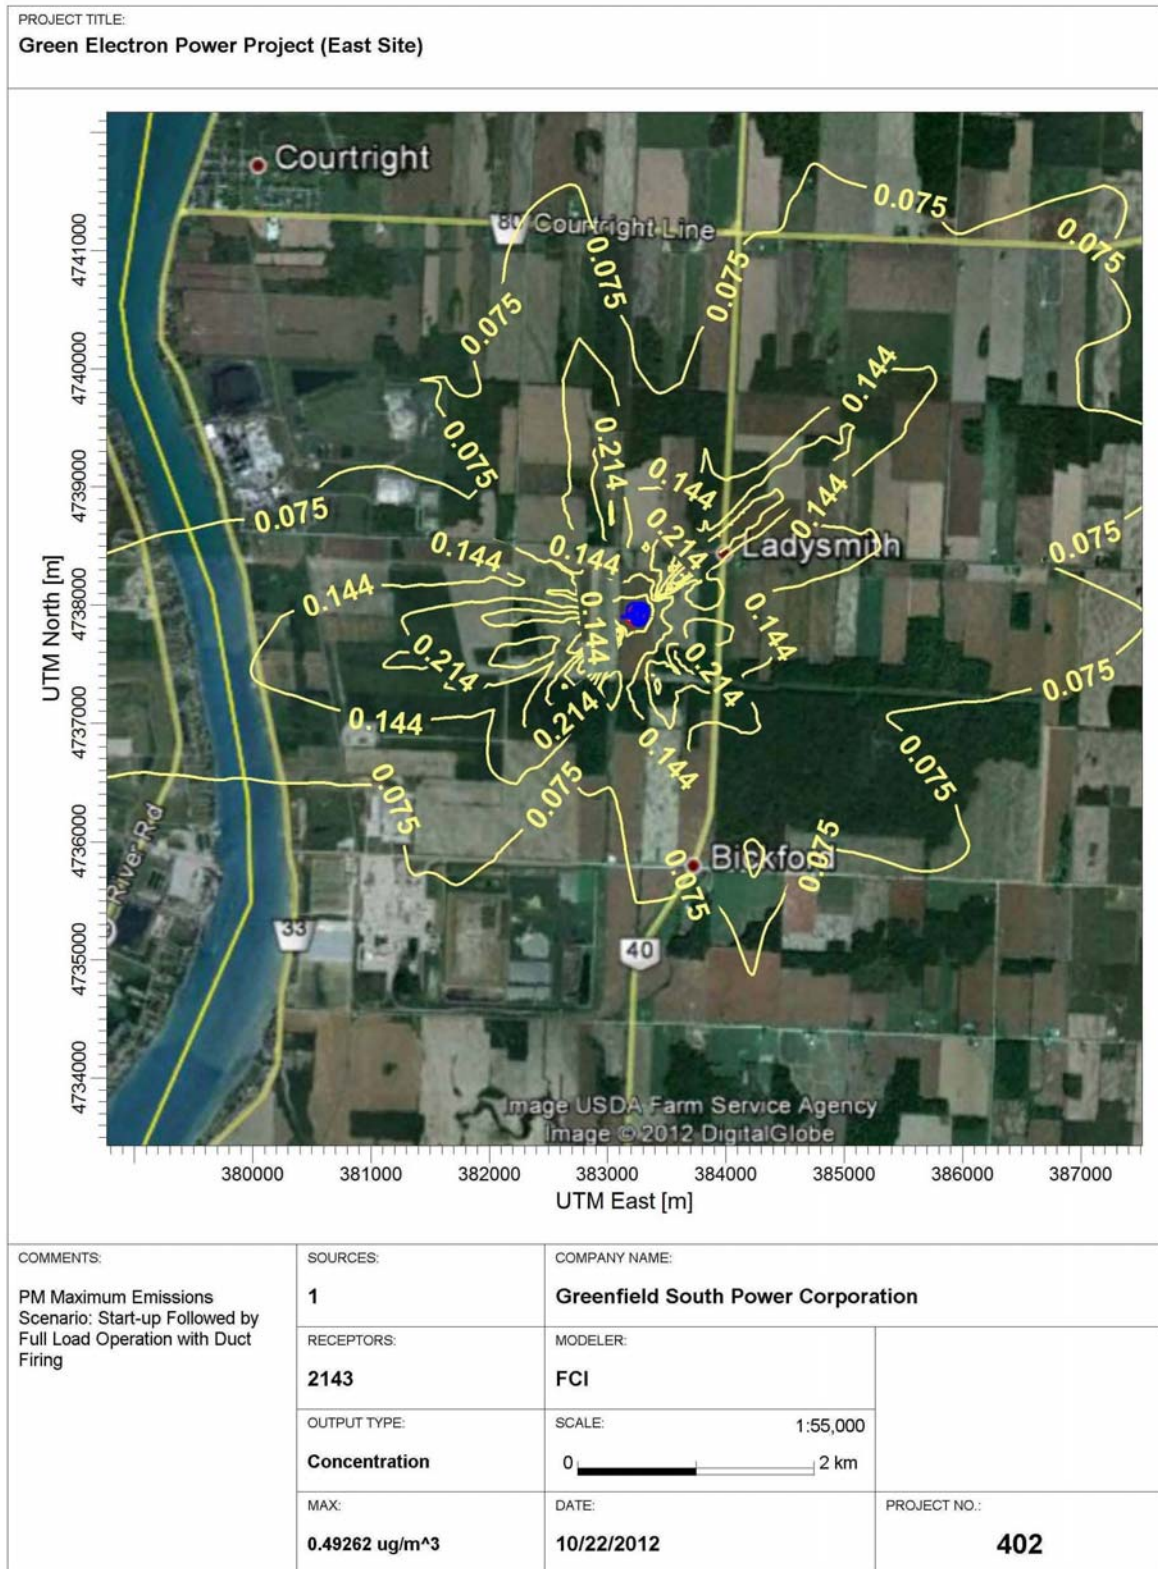 PROJECT TITLE:
Green Electron Power Project (East Site)
Courtright
80 Courtright Line
0.075
0.075
0.075
0.075
0.075
0.075
0.075
0.075
0.144
0.214
0.144
0.144
0.214
Ladysmith
0.075
0.144
0.144
0.144
0.144
0.144
0.214
0.214
0.075
0.144
0.214
0.144
0.075
0.075
0.075
0.075
0.075
Bickford
River Rd
33
40
Image USDA Farm Service Agency
Image © 2012 DigitalGlobe
UTM North [m]
4741000
4740000
4739000
4738000
4737000
4736000
4735000
4734000
380000 381000 382000 383000 384000 385000 386000 387000
UTM East [m]
COMMENTS:
PM Maximum Emissions
Scenario: Start-up Followed by
Full Load Operation with Duct
Firing
SOURCES:
1
COMPANY NAME:
Greenfield South Power Corporation
RECEPTORS:
2143
MODELER:
FCI
OUTPUT TYPE:
Concentration
SCALE: 1:55,000
0 2 km
MAX:
0.49262 ug/m^3
DATE:
10/22/2012
PROJECT NO.:
402